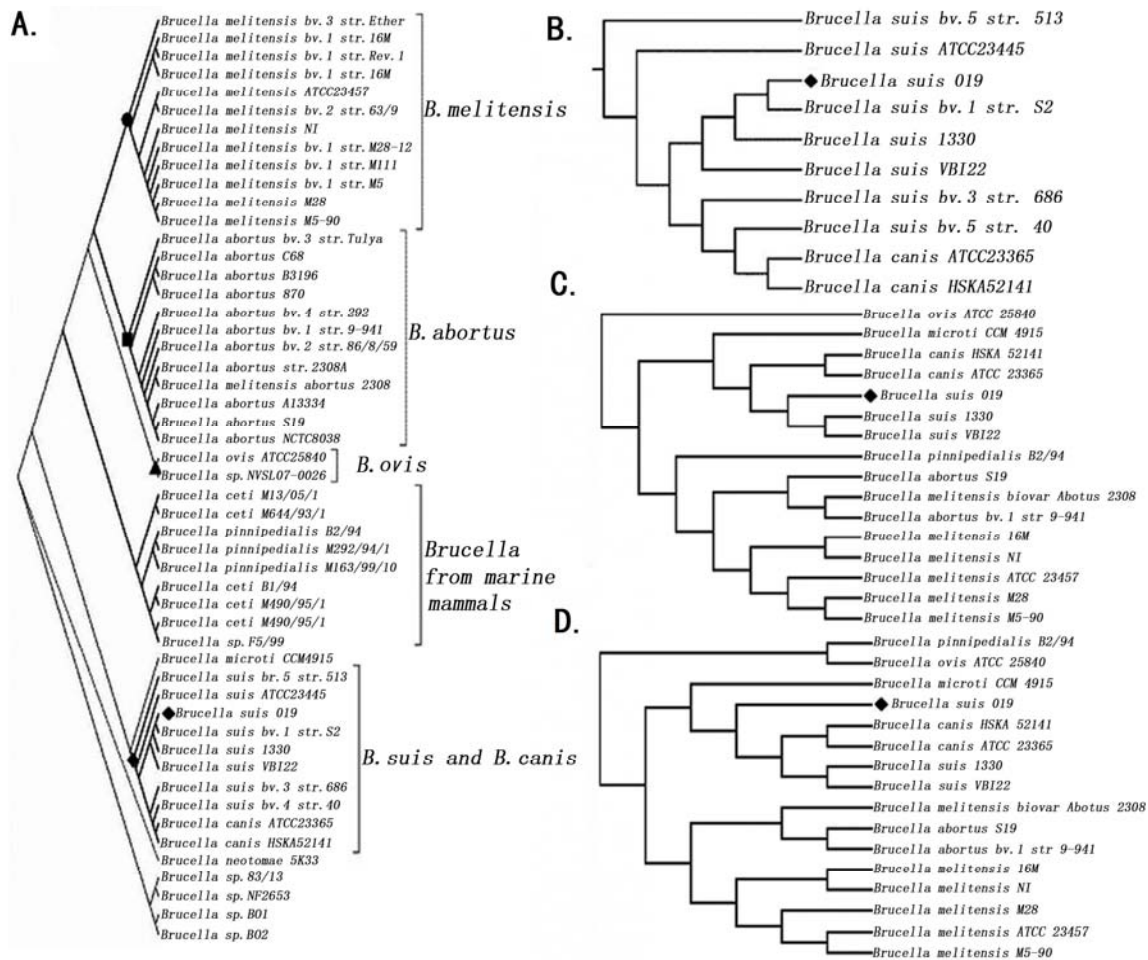 A.
Brucella melitensis bv.3 str.Ether
Brucella melitensis bv.1 str.16M
Brucella melitensis bv.1 str.Rev.1
Brucella melitensis bv.1 str.16M
Brucella melitensis ATCC23457
Brucella melitensis bv.2 str.63/9
Brucella melitensis NI
Brucella melitensis bv.1 str.M28-12
Brucella melitensis bv.1 str.M111
Brucella melitensis bv.1 str.M5
Brucella melitensis M28
Brucella melitensis M5-90
B.melitensis
Brucella abortus bv.3 str.Tulya
Brucella abortus C68
Brucella abortus B3196
Brucella abortus 870
Brucella abortus bv.4 str.292
Brucella abortus bv.1 str.9-941
Brucella abortus bv.2 str.86/8/59
Brucella abortus str.2308A
Brucella melitensis abortus 2308
Brucella abortus A13334
Brucella abortus S19
Brucella abortus NCTC8038
B.abortus
Brucella ovis ATCC25840
Brucella sp.NVSL07-0026
B.ovis
Brucella ceti M13/05/1
Brucella ceti M644/93/1
Brucella pinnipedialis B2/94
Brucella pinnipedialis M292/94/1
Brucella pinnipedialis M163/99/10
Brucella ceti B1/94
Brucella ceti M490/95/1
Brucella ceti M490/95/1
Brucella sp.F5/99
Brucella
from marine
mammals
Brucella microti CCM4915
Brucella suis br.5 str.513
Brucella suis ATCC23445
Brucella suis 019
Brucella suis bv.1 str.S2
Brucella suis 1330
Brucella suis VBI22
Brucella suis bv.3 str.686
Brucella suis bv.4 str.40
Brucella canis ATCC23365
Brucella canis HSKA52141
B.suis and B.canis
Brucella neotomae 5K33
Brucella sp.83/13
Brucella sp.NF2653
Brucella sp.BO1
Brucella sp.BO2
B.
Brucella suis bv.5 str. 513
Brucella suis ATCC23445
Brucella suis 019
Brucella suis bv.1 str. S2
Brucella suis 1330
Brucella suis VBI22
Brucella suis bv.3 str. 686
Brucella suis bv.5 str. 40
Brucella canis ATCC23365
Brucella canis HSKA52141
C.
Brucella ovis ATCC 25840
Brucella microti CCM 4915
Brucella canis HSKA 52141
Brucella canis ATCC 23365
Brucella suis 019
Brucella suis 1330
Brucella suis VBI22
Brucella pinnipedialis B2/94
Brucella abortus S19
Brucella melitensis biovar Abotus 2308
Brucella abortus bv.1 str 9-941
Brucella melitensis 16M
Brucella melitensis NI
Brucella melitensis ATCC 23457
Brucella melitensis M28
Brucella melitensis M5-90
D.
Brucella pinnipedialis B2/94
Brucella ovis ATCC 25840
Brucella microti CCM 4915
Brucella suis 019
Brucella canis HSKA 52141
Brucella canis ATCC 23365
Brucella suis 1330
Brucella suis VBI22
Brucella melitensis biovar Abotus 2308
Brucella abortus S19
Brucella abortus bv.1 str 9-941
Brucella melitensis 16M
Brucella melitensis NI
Brucella melitensis M28
Brucella melitensis ATCC 23457
Brucella melitensis M5-90